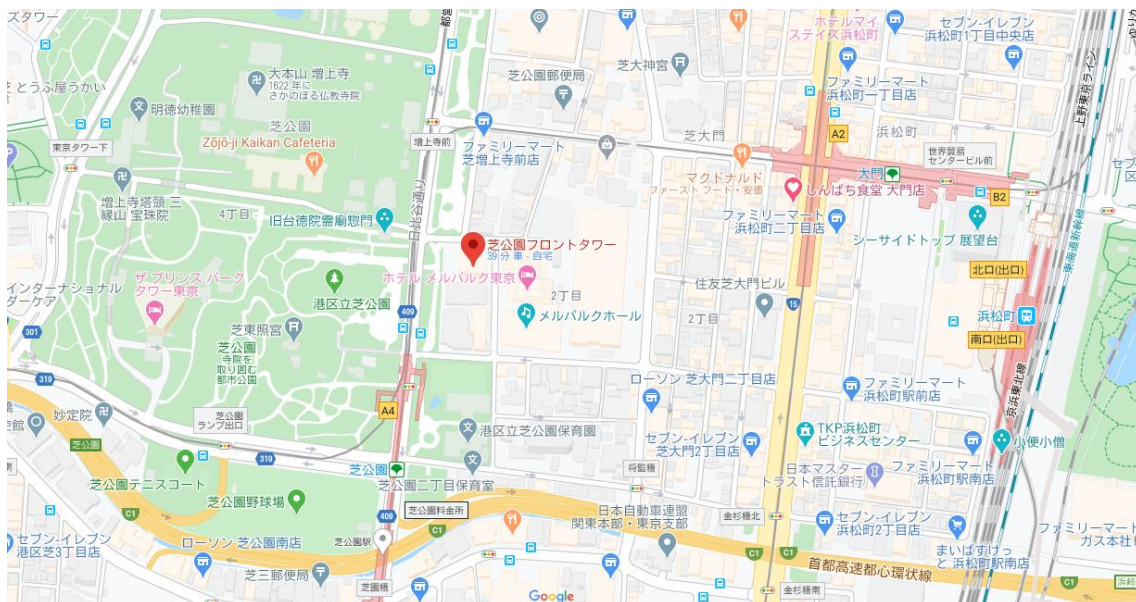 ズタワー
芝とうふ屋うかい
明徳幼稚園
大本山 増上寺
1622 年に
さかのぼる仏教寺院
芝公園
Zōjō-ji Kaikan Cafeteria
東京タワー下
増上寺塔頭 三
縁山 宝珠院
4丁目
旧台徳院霊廟惣門
増上寺前
日比谷通り
都営
芝公園郵便局
芝大神宮
ファミリーマート
芝増上寺前店
芝大門
ホテルマイ
ステイズ浜松町
セブン-イレブン
浜松町1丁目中央店
ファミリーマート
浜松町一丁目店
A2
浜松町
世界貿易
センタービル前
上野東京ライン
マクドナルド
ファーストフード・安価
大門
しんぱち食堂 大門店
B2
ファミリーマート
浜松町二丁目店
シーサイドトップ 展望台
東海道新幹線
芝公園フロントタワー
39 分 車 - 自宅
ホテル メルパルク東京
2丁目
メルパルクホール
住友芝大門ビル
2丁目
15
北口(出口)
浜松町
南口(出口)
京浜東北線
インターナショナル
ダーケア
ザ プリンス パーク
タワー東京
港区立芝公園
409
301
芝東照宮
芝公園
寺院を
取り囲む
都市公園
319
妙定院
芝公園
ランプ出口
A4
ローソン 芝大門二丁目店
ファミリーマート
浜松町駅前店
港区立芝公園保育園
セブン-イレブン
芝大門2丁目店
TKP浜松町
ビジネスセンター
小便小僧
芝公園
319
芝公園
芝公園二丁目保育室
将監橋
日本マスター
トラスト信託銀行
ファミリーマート
浜松町駅南店
芝公園テニスコート
芝公園野球場
409
芝公園料金所
日本自動車連盟
関東本部・東京支部
金杉橋北
セブン-イレブン
浜松町2丁目店
まいばすけっ
と 浜松町駅南店
ファミリーマート
ガス本社ビ
C1
セブン-イレブン
港区芝3丁目店
ローソン 芝公園南店
芝公園駅
C1
C1
首都高速都心環状線
C1
芝三郵便局
芝園橋
Google
金杉橋南